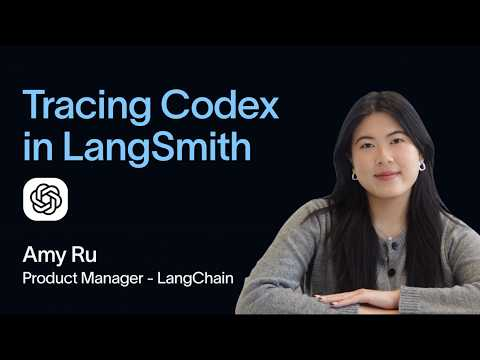 Tracing Codex
in LangSmith
Amy Ru
Product Manager - LangChain